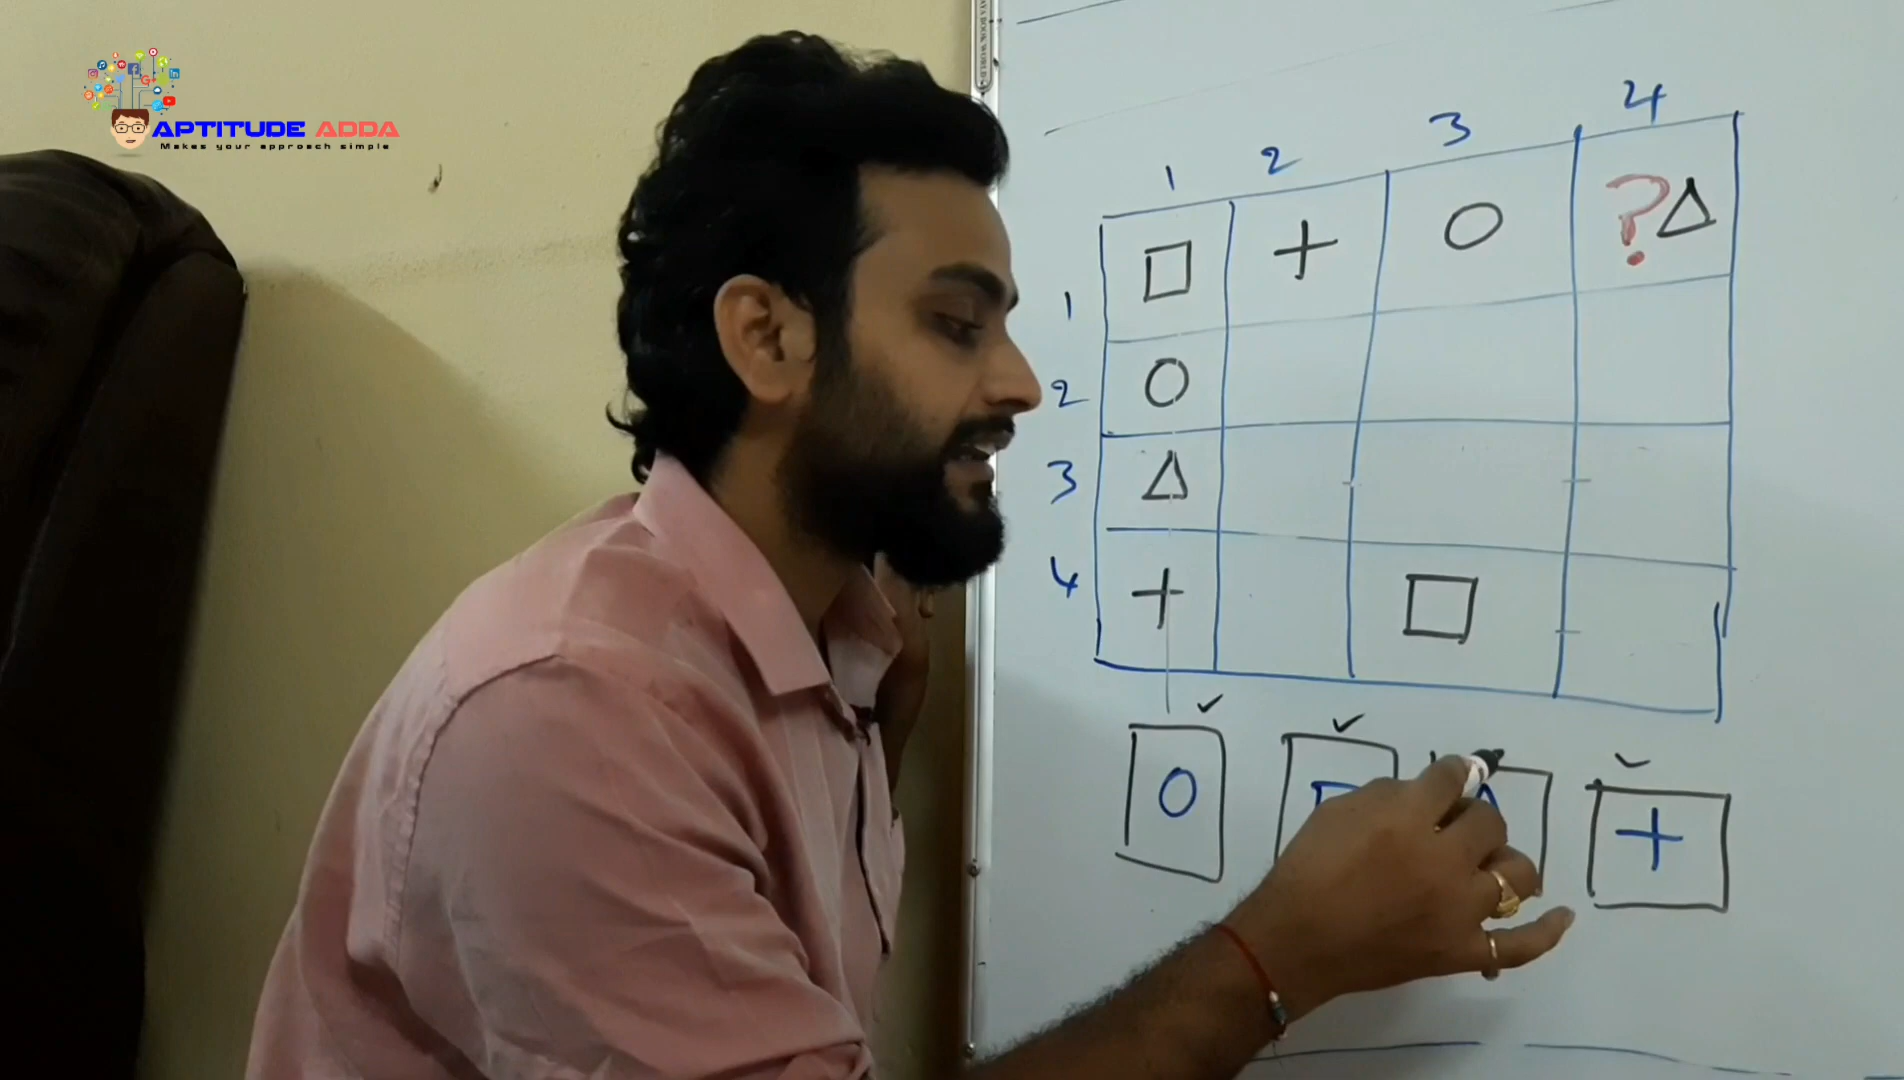 APTITUDE ADDA
Makes your approach simple
1 2 3 4
+ ?
1
2
3
4 +
+